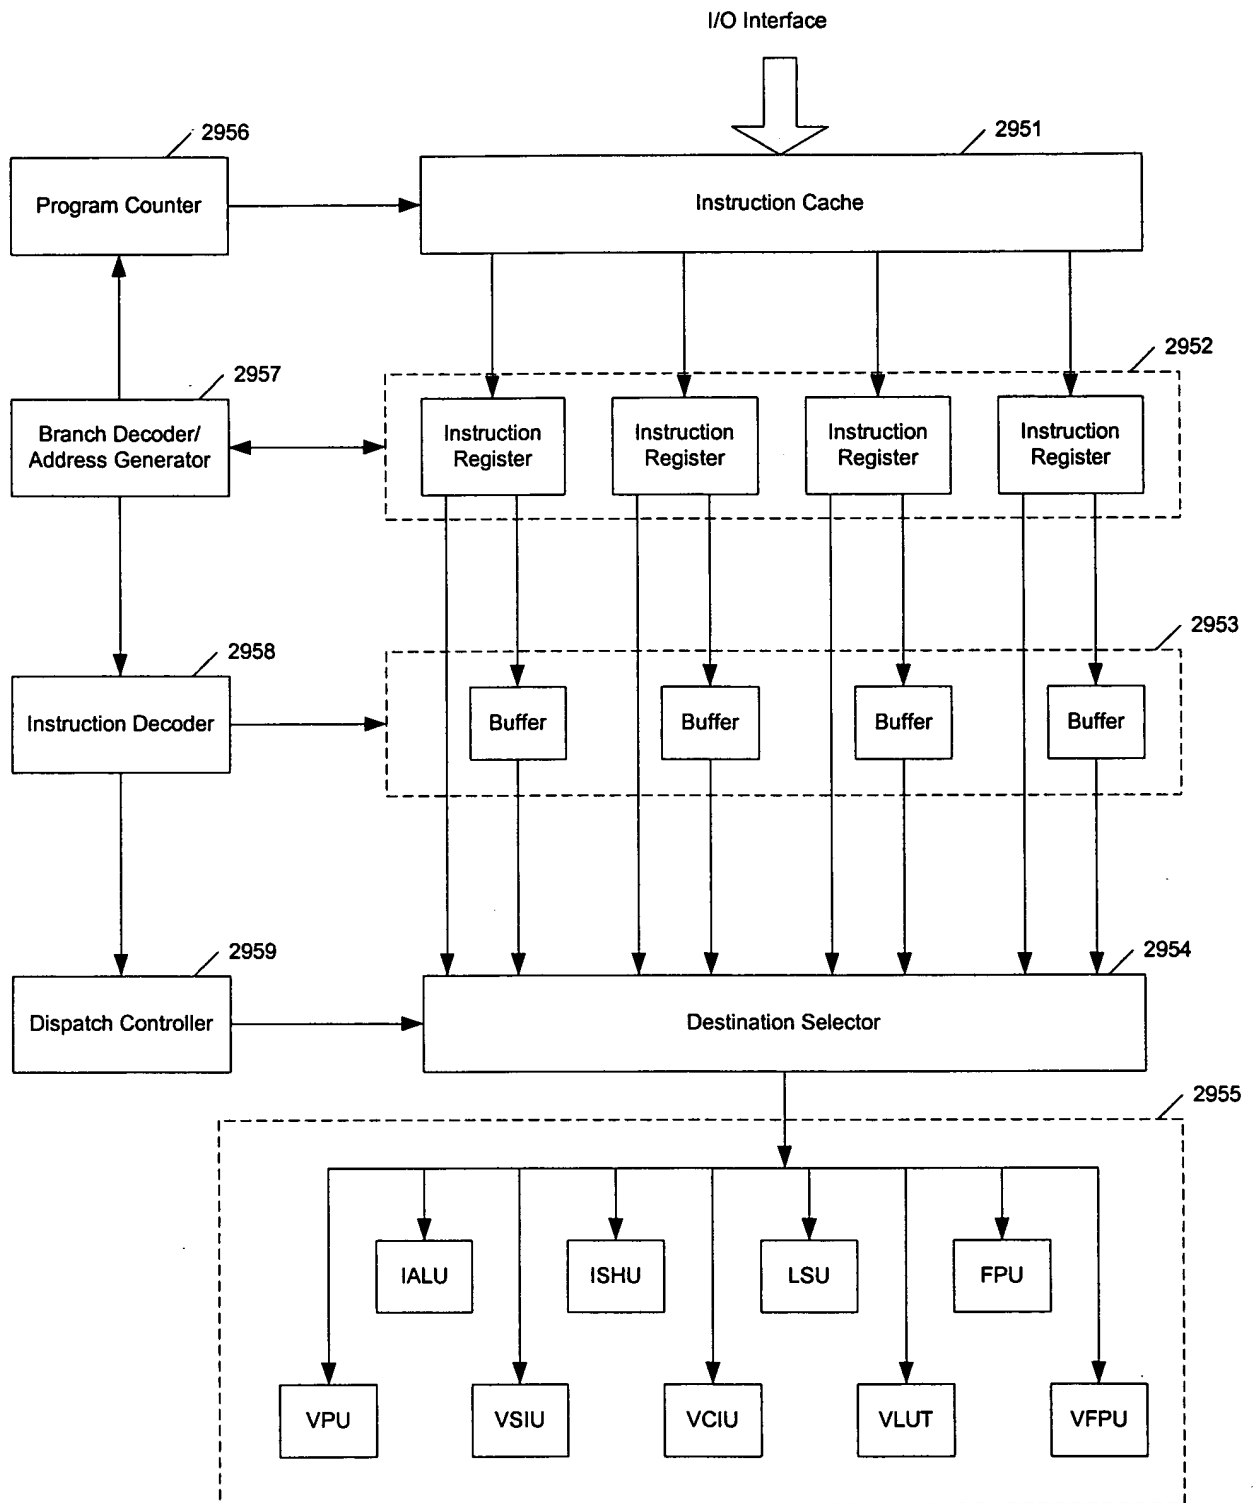 I/O Interface
2956
2951
Program Counter
Instruction Cache
2952
2957
Branch Decoder/
Address Generator
Instruction
Register
Instruction
Register
Instruction
Register
Instruction
Register
2953
2958
Instruction Decoder
Buffer
Buffer
Buffer
Buffer
2959
2954
Dispatch Controller
Destination Selector
2955
IALU
ISHU
LSU
FPU
VPU
VSIU
VCIU
VLUT
VFPU